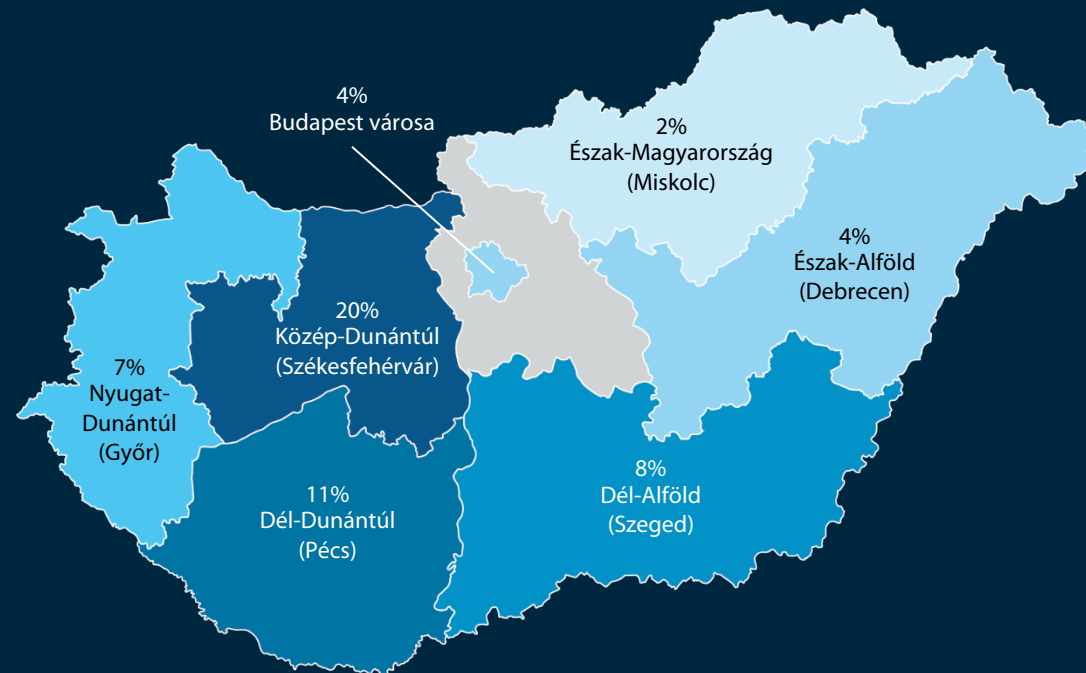 4%
Budapest városa
2%
Észak-Magyarország
(Miskolc)
4%
Észak-Alföld
(Debrecen)
20%
Közép-Dunántúl
(Székesfehérvár)
7%
Nyugat-
Dunántúl
(Győr)
11%
Dél-Dunántúl
(Pécs)
8%
Dél-Alföld
(Szeged)